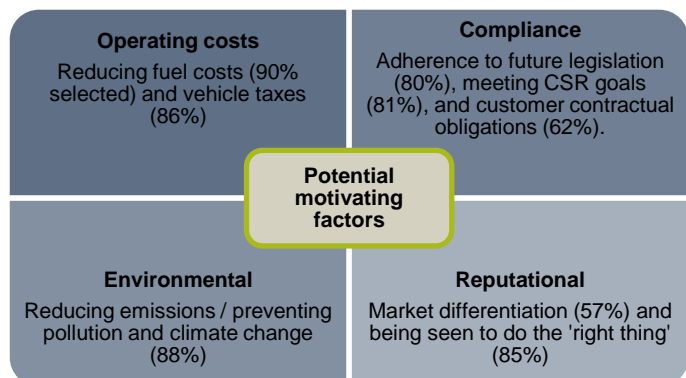 Operating costs
Reducing fuel costs (90%
selected) and vehicle taxes
(86%)
Compliance
Adherence to future legislation
(80%), meeting CSR goals
(81%), and customer contractual
obligations (62%).
Potential
motivating
factors
Environmental
Reducing emissions / preventing
pollution and climate change
(88%)
Reputational
Market differentiation (57%) and
being seen to do the 'right thing'
(85%)